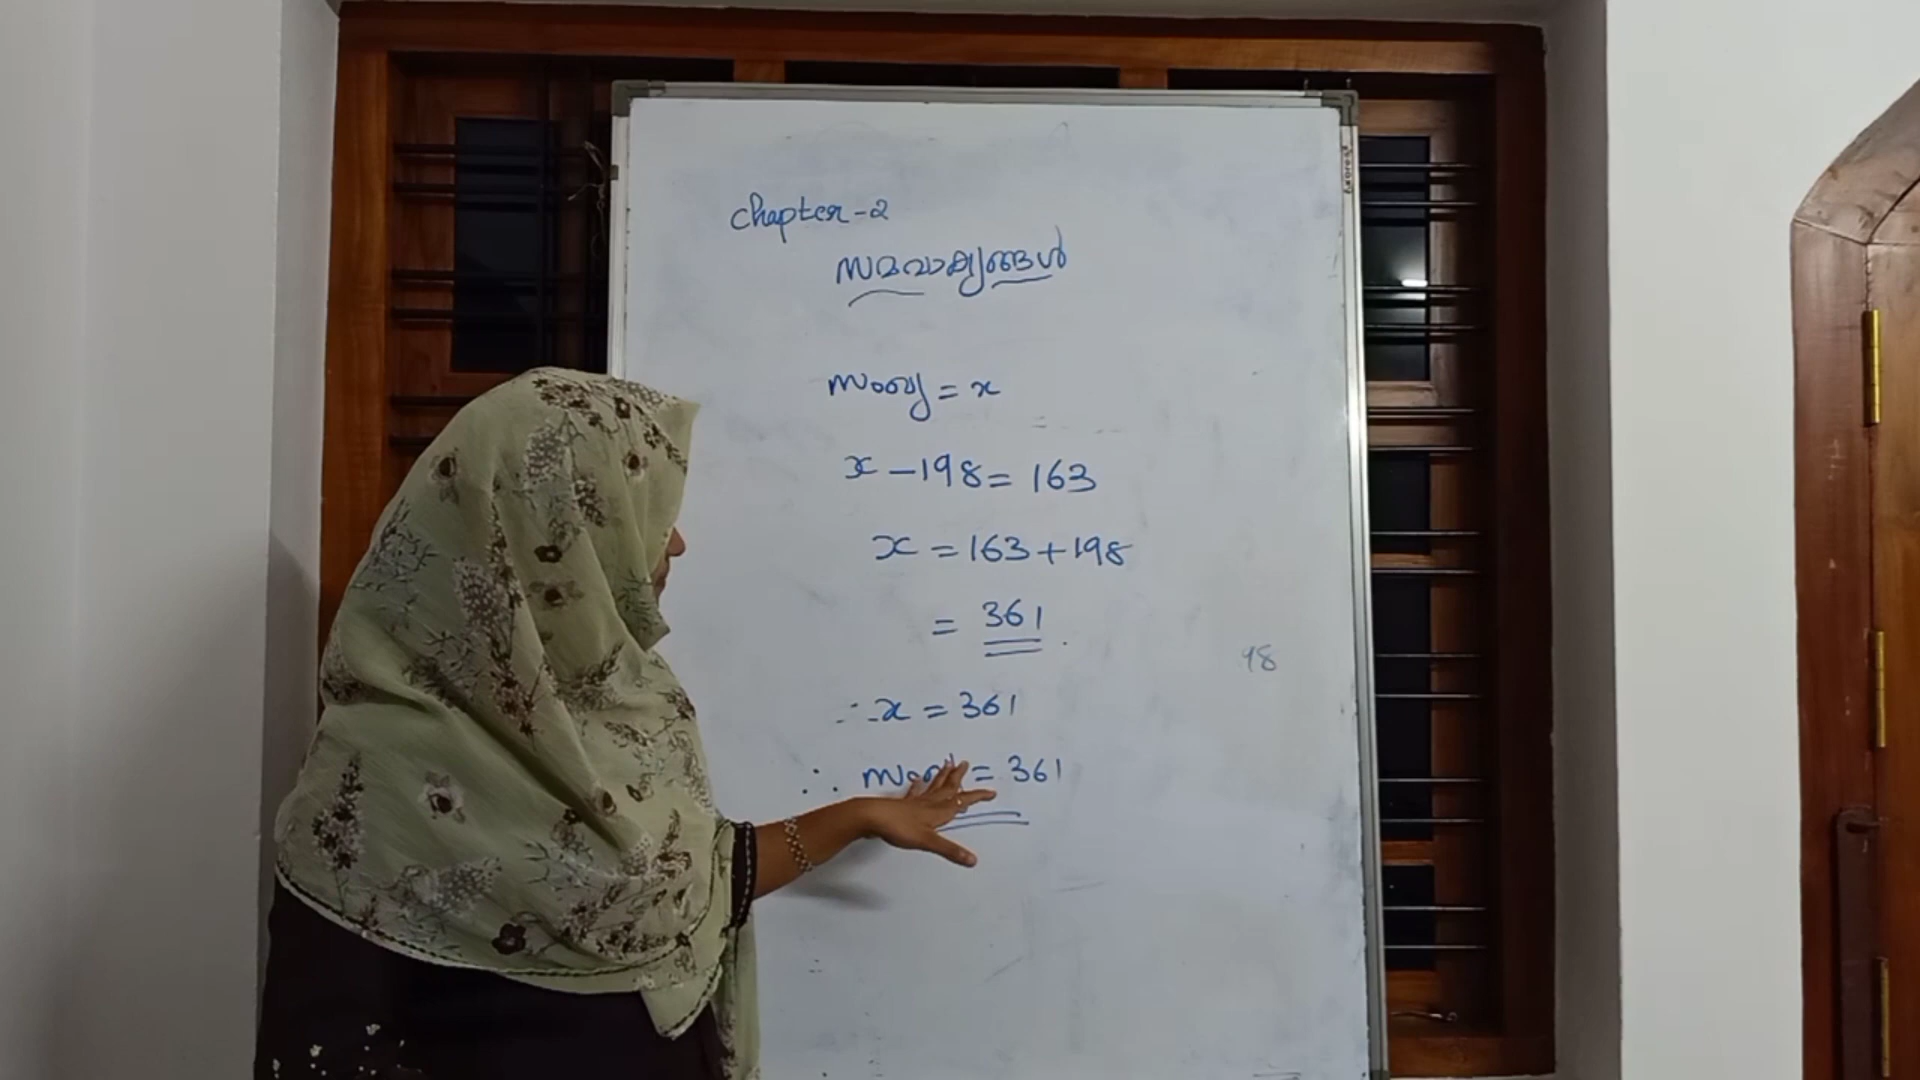 Chapter-2
സമവാക്യങ്ങൾ
സംഖ്യ = x
x - 198 = 163
x = 163 + 198
= 361
98
∴ x = 361
∴ = 361